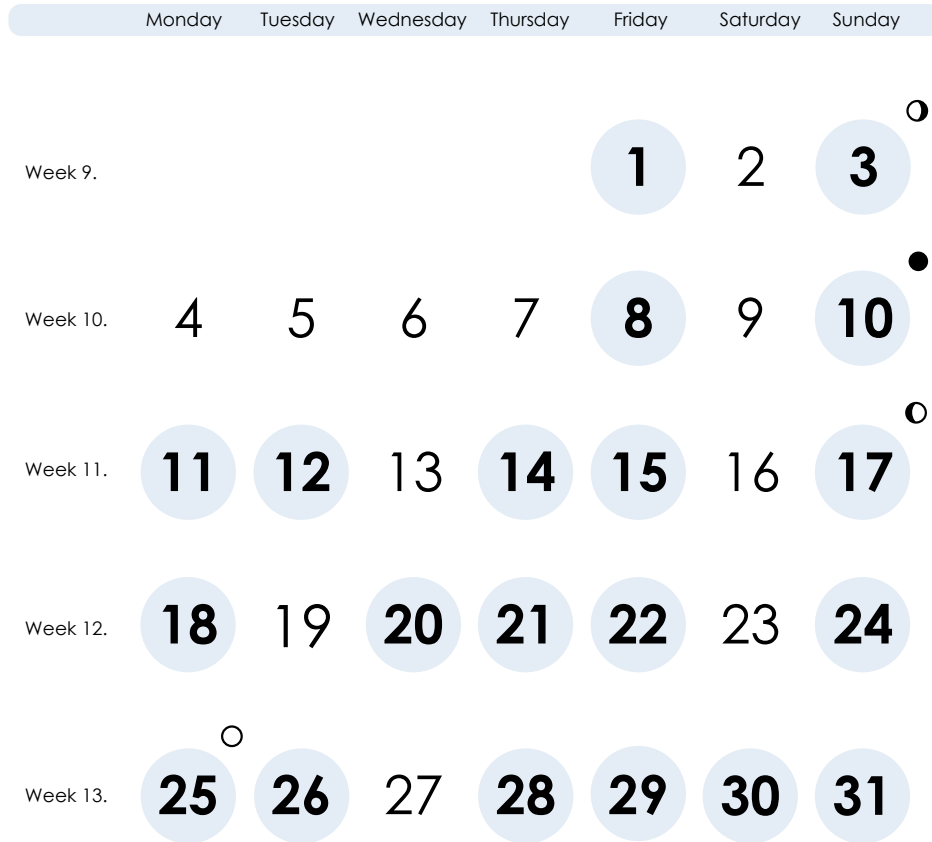 Monday Tuesday Wednesday Thursday Friday Saturday Sunday
Week 9. 1 2 3
Week 10. 4 5 6 7 8 9 10
Week 11. 11 12 13 14 15 16 17
Week 12. 18 19 20 21 22 23 24
Week 13. 25 26 27 28 29 30 31